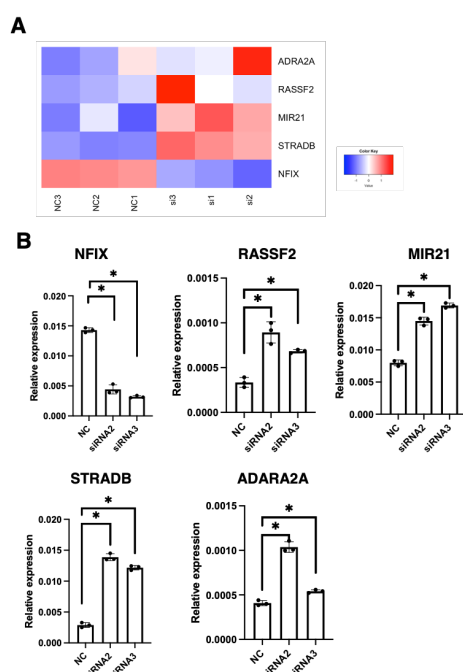 A
ADRA2A
RASSF2
MIR21
STRADB
NFIX
NC3 NC2 NC1 si3 si1 si2
Color Key
Value
B
NFIX
Relative expression
0.020
0.015
0.010
0.005
0.000
* *
NC siRNA2 siRNA3
RASSF2
Relative expression
0.0015
0.0010
0.0005
0.0000
* *
NC siRNA2 siRNA3
MIR21
Relative expression
0.020
0.015
0.010
0.005
0.000
* *
NC siRNA2 siRNA3
STRADB
Relative expression
0.020
0.015
0.010
0.005
0.000
* *
NC siRNA2 siRNA3
ADARA2A
Relative expression
0.0015
0.0010
0.0005
0.0000
* *
NC siRNA2 siRNA3